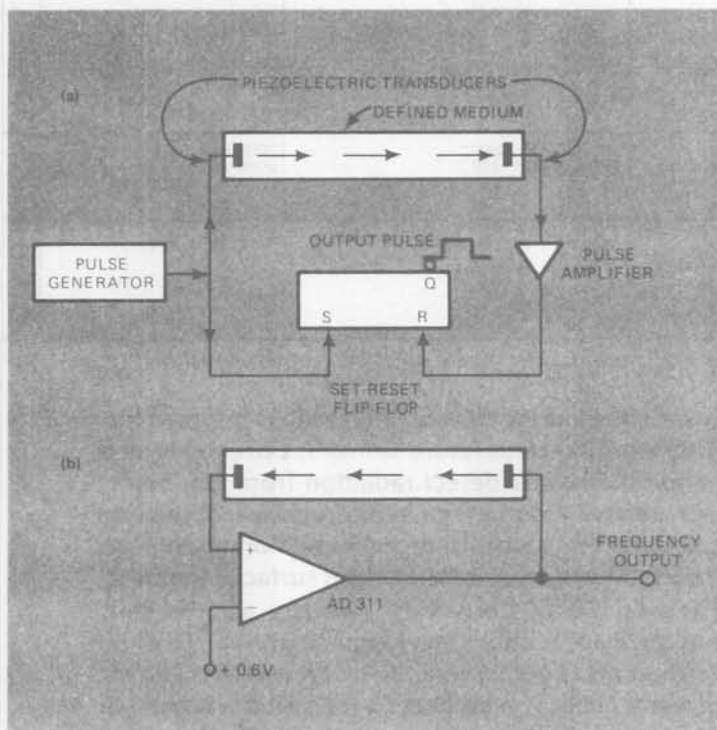 (a)
PIEZOELECTRIC TRANSDUCERS
DEFINED MEDIUM
PULSE
GENERATOR
OUTPUT PULSE
Q
S
R
PULSE
AMPLIFIER
SET-RESET
FLIP-FLOP
(b)
+
−
AD 311
FREQUENCY
OUTPUT
+ 0.6V